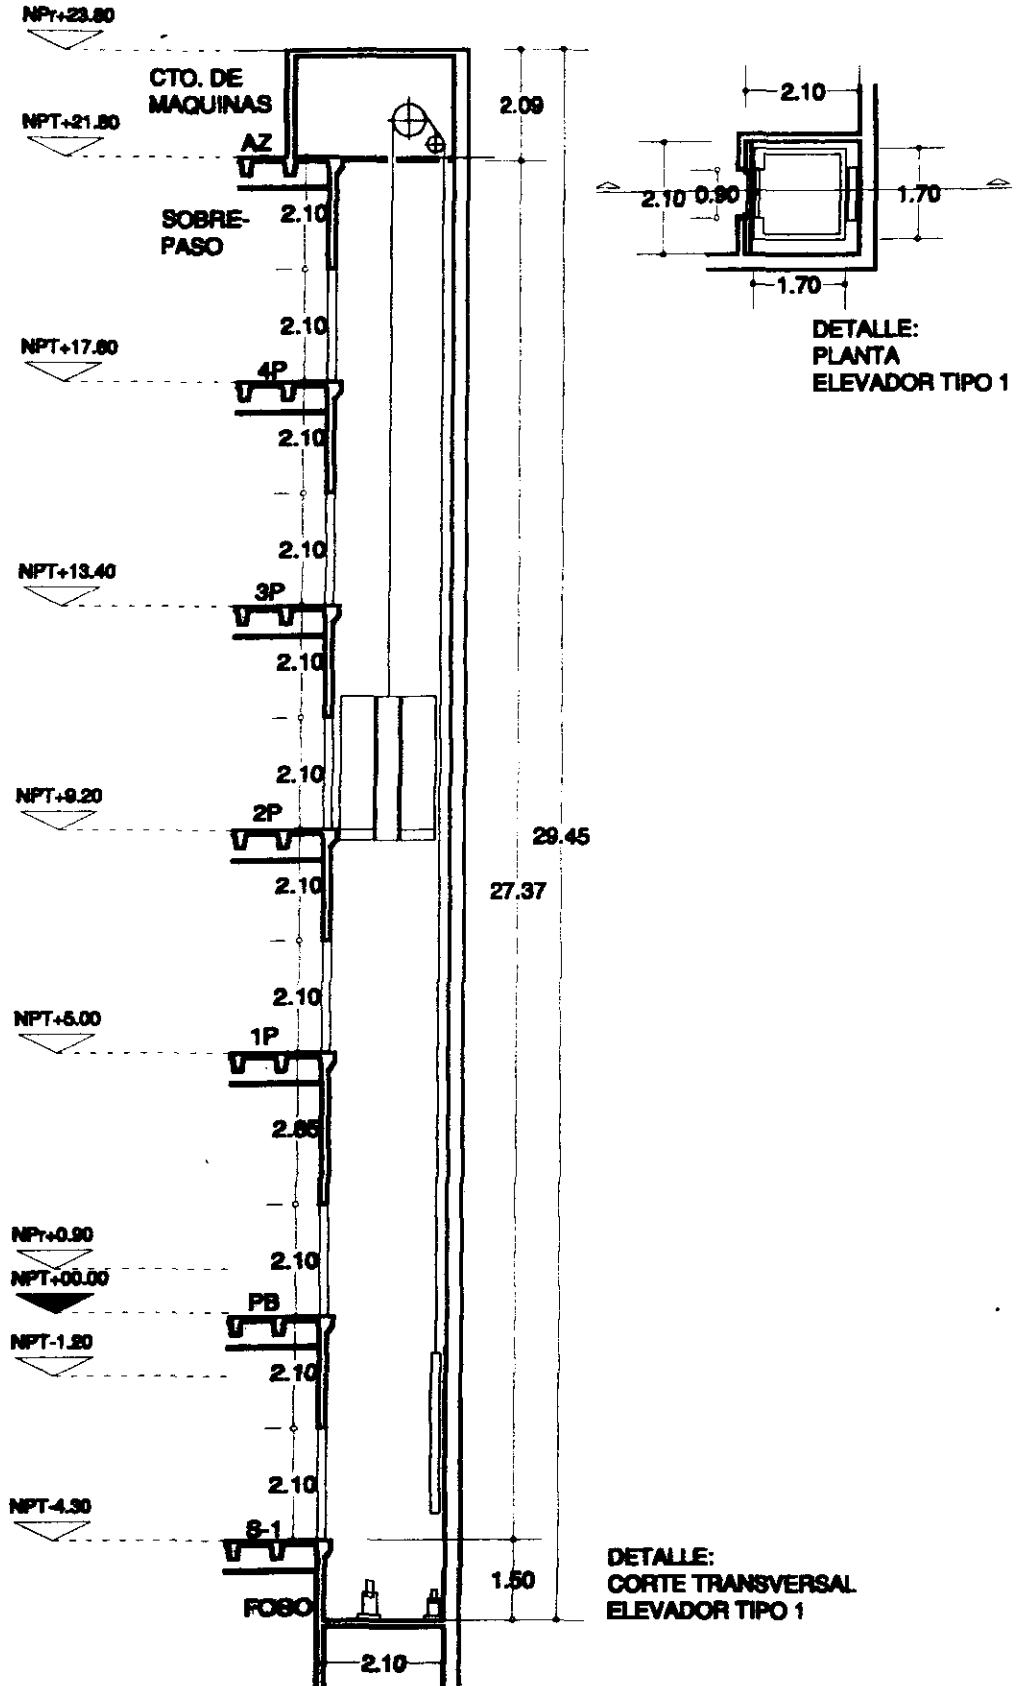 NPr+23.80
CTO. DE
MAQUINAS
2.09
NPT+21.80
AZ
2.10
SOBRE-
PASO
2.10
NPT+17.60
4P
2.10
2.10
NPT+13.40
3P
2.10
2.10
NPT+9.20
2P
29.45
27.37
2.10
2.10
NPT+5.00
1P
2.85
NPr+0.90
2.10
NPT+00.00
PB
NPT-1.20
2.10
2.10
NPT-4.30
S-1
1.50
FOSO
2.10
2.10
2.10
0.90
1.70
1.70
DETALLE:
PLANTA
ELEVADOR TIPO 1
DETALLE:
CORTE TRANSVERSAL
ELEVADOR TIPO 1